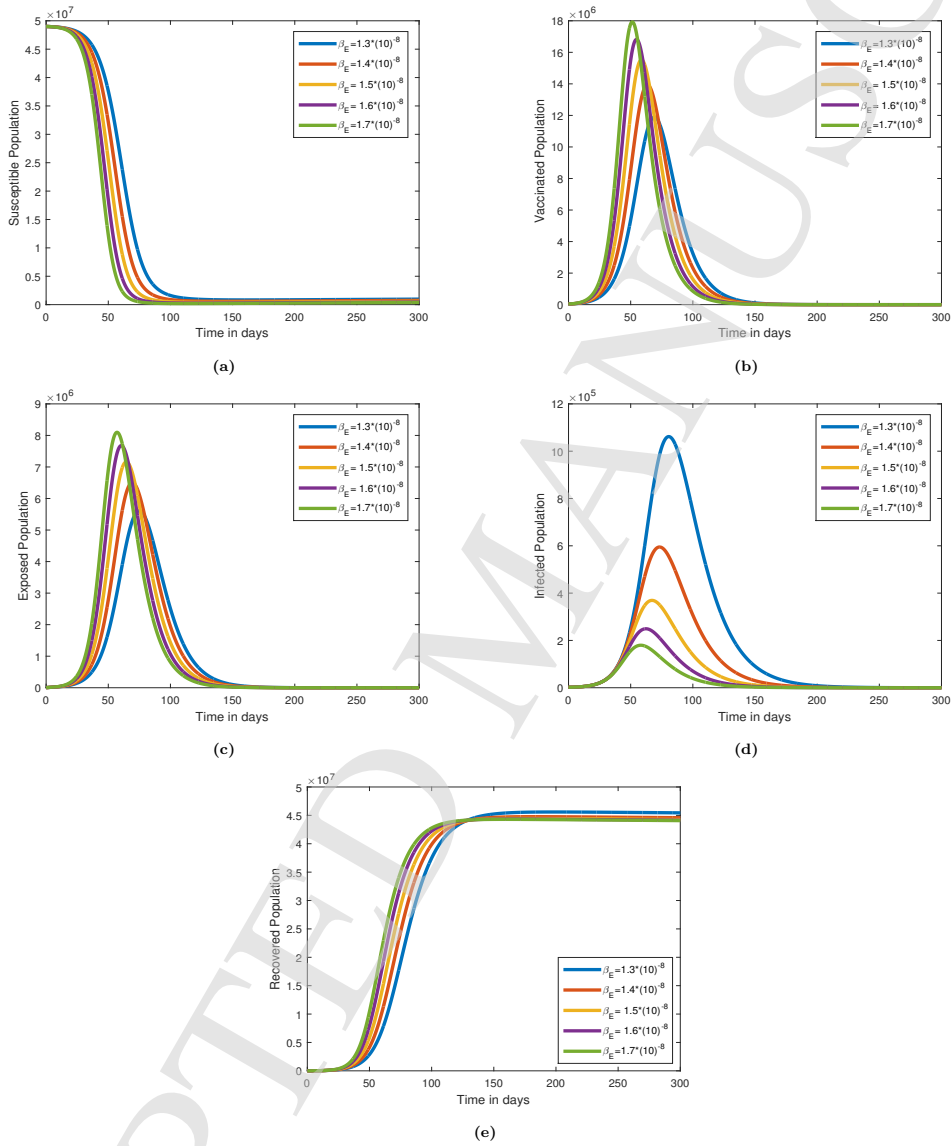 ×10^7
5
4.5
4
3.5
3
2.5
2
1.5
1
0.5
0
Susceptible Population
β_E=1.3*(10)^-8
β_E=1.4*(10)^-8
β_E= 1.5*(10)^-8
β_E= 1.6*(10)^-8
β_E=1.7*(10)^-8
0 50 100 150 200 250 300
Time in days
(a)
×10^6
18
16
14
12
10
8
6
4
2
0
Vaccinated Population
β_E=1.3*(10)^-8
β_E=1.4*(10)^-8
β_E= 1.5*(10)^-8
β_E= 1.6*(10)^-8
β_E=1.7*(10)^-8
0 50 100 150 200 250 300
Time in days
(b)
×10^6
9
8
7
6
5
4
3
2
1
0
Exposed Population
β_E=1.3*(10)^-8
β_E=1.4*(10)^-8
β_E= 1.5*(10)^-8
β_E= 1.6*(10)^-8
β_E=1.7*(10)^-8
0 50 100 150 200 250 300
Time in days
(c)
×10^5
12
10
8
6
4
2
0
Infected Population
β_E=1.3*(10)^-8
β_E=1.4*(10)^-8
β_E= 1.5*(10)^-8
β_E= 1.6*(10)^-8
β_E=1.7*(10)^-8
0 50 100 150 200 250 300
Time in days
(d)
×10^7
5
4.5
4
3.5
3
2.5
2
1.5
1
0.5
0
Recovered Population
β_E=1.3*(10)^-8
β_E=1.4*(10)^-8
β_E= 1.5*(10)^-8
β_E= 1.6*(10)^-8
β_E=1.7*(10)^-8
0 50 100 150 200 250 300
Time in days
(e)
PTED MANUSC